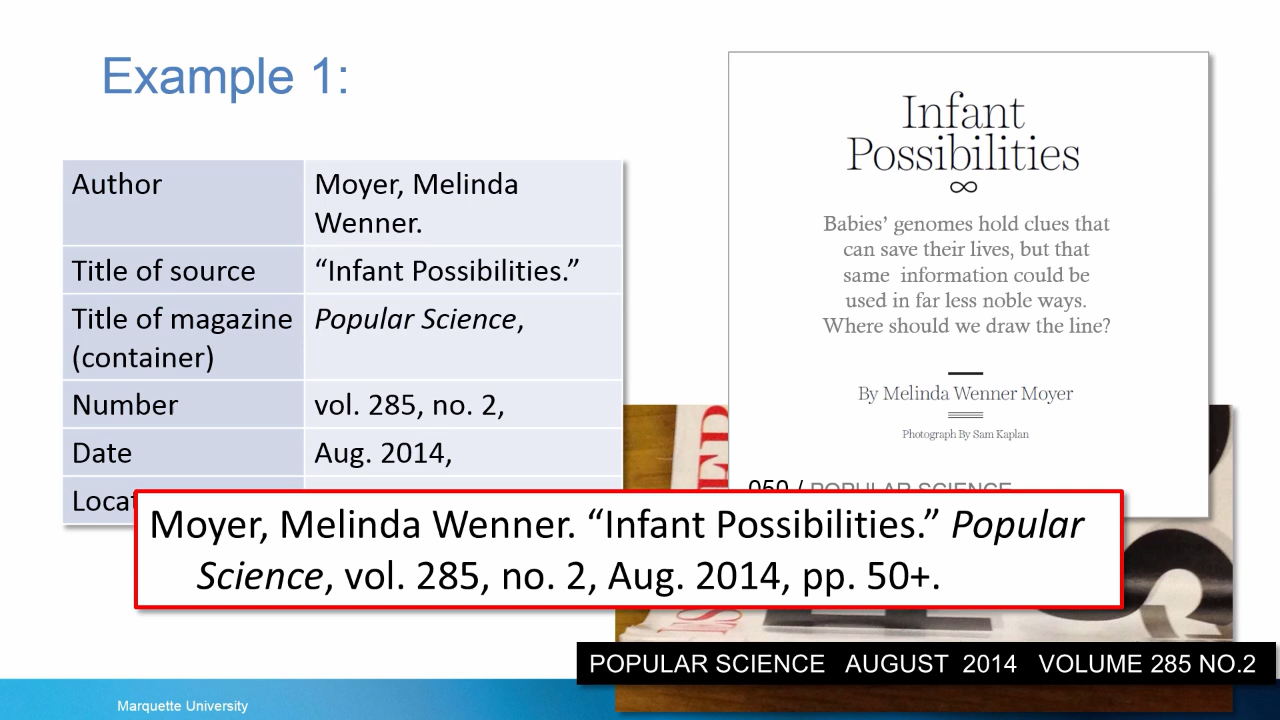 Example 1:
Author
Moyer, Melinda
Wenner.
Title of source
“Infant Possibilities.”
Title of magazine
(container)
Popular Science,
Number
vol. 285, no. 2,
Date
Aug. 2014,
Infant
Possibilities
∞
Babies’ genomes hold clues that
can save their lives, but that
same information could be
used in far less noble ways.
Where should we draw the line?
By Melinda Wenner Moyer
Photograph By Sam Kaplan
050 / POPULAR SCIENCE
Moyer, Melinda Wenner. “Infant Possibilities.” Popular
Science, vol. 285, no. 2, Aug. 2014, pp. 50+.
POPULAR SCIENCE AUGUST 2014 VOLUME 285 NO.2
Marquette University